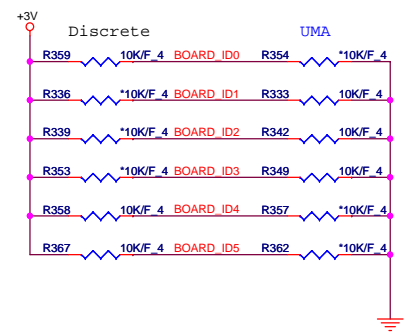 +3V
Discrete UMA
R359 10K/F_4 BOARD_ID0 R354 *10K/F_4
R336 *10K/F_4 BOARD_ID1 R333 10K/F_4
R339 *10K/F_4 BOARD_ID2 R342 10K/F_4
R353 *10K/F_4 BOARD_ID3 R349 10K/F_4
R358 10K/F_4 BOARD_ID4 R357 *10K/F_4
R367 10K/F_4 BOARD_ID5 R362 *10K/F_4